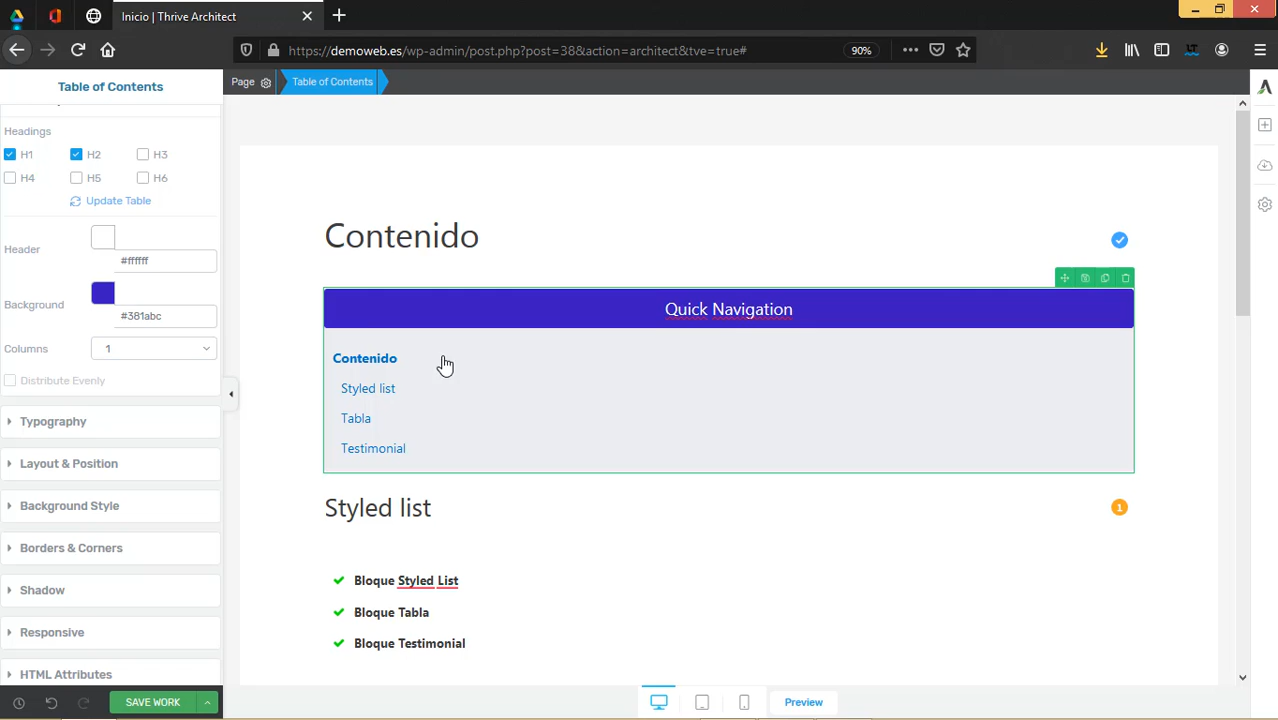 Inicio | Thrive Architect
https://demoweb.es/wp-admin/post.php?post=38&action=architect&tve=true#
90%
Table of Contents
Page
Table of Contents
Headings
H1 H2 H3
H4 H5 H6
Update Table
Header
#ffffff
Background
#381abc
Columns
1
Distribute Evenly
Typography
Layout & Position
Background Style
Borders & Corners
Shadow
Responsive
HTML Attributes
SAVE WORK
Contenido
Quick Navigation
Contenido
Styled list
Tabla
Testimonial
Styled list
1
Bloque Styled List
Bloque Tabla
Bloque Testimonial
Preview